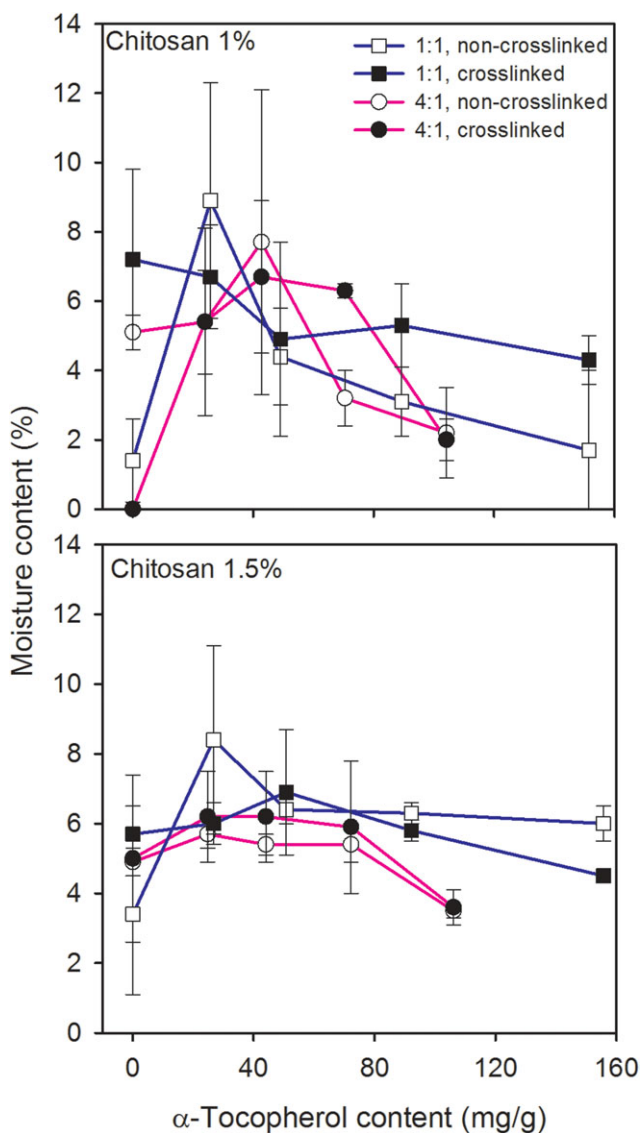 14
Chitosan 1%
1:1, non-crosslinked
1:1, crosslinked
4:1, non-crosslinked
4:1, crosslinked
12
10
8
6
4
2
0
Moisture content (%)
14
Chitosan 1.5%
12
10
8
6
4
2
0
0 40 80 120 160
α-Tocopherol content (mg/g)